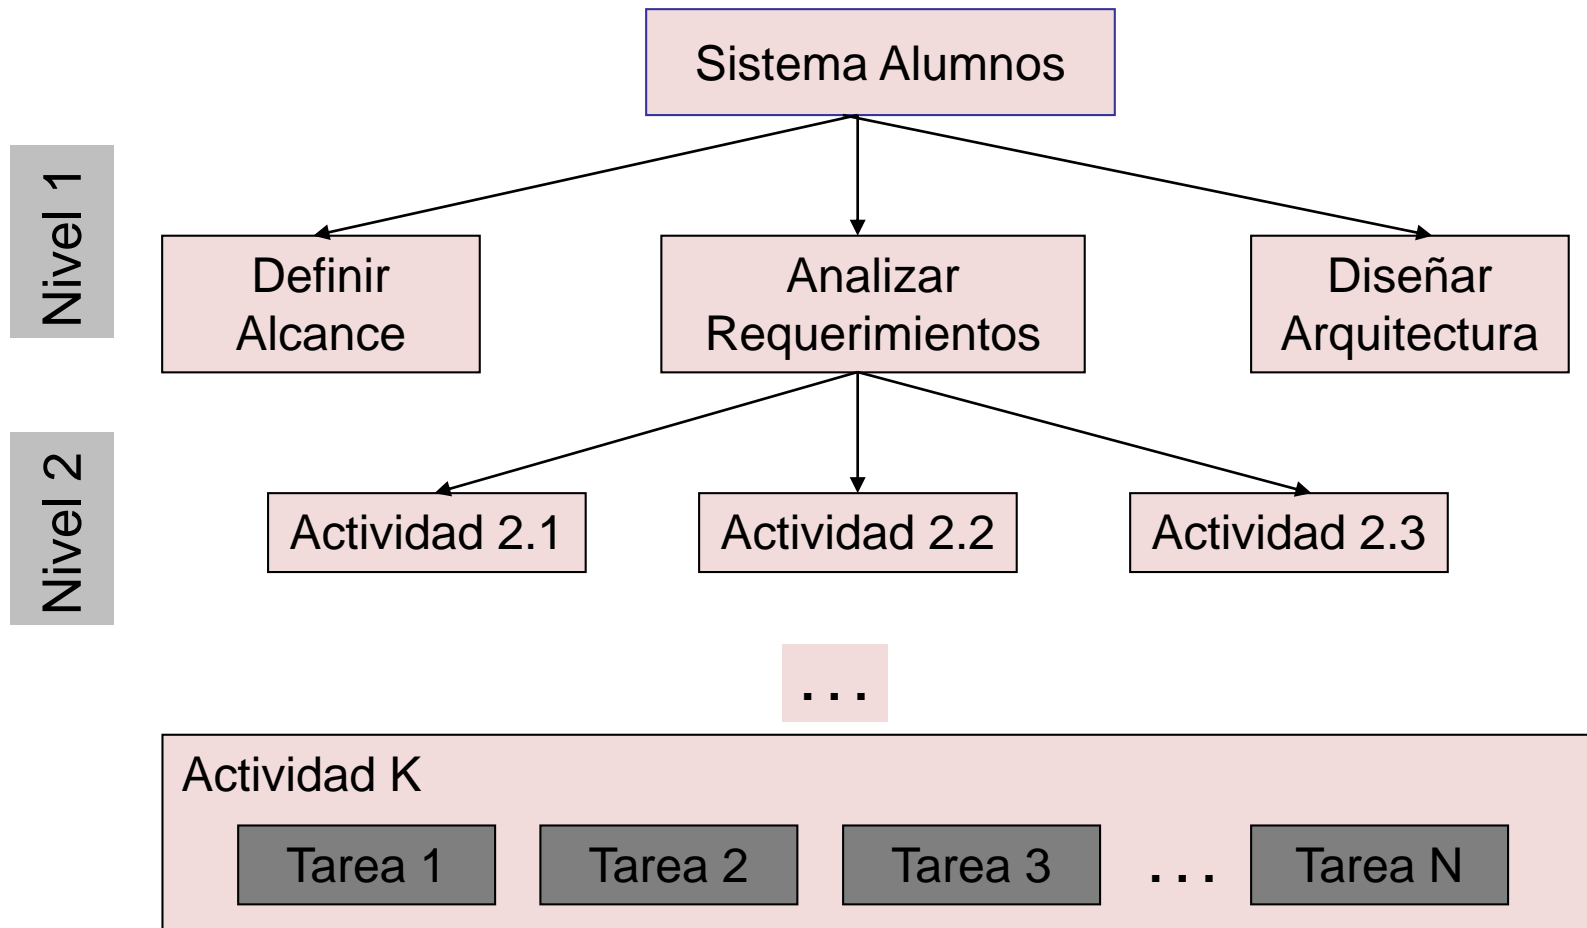 Sistema Alumnos
Nivel 1
Definir
Alcance
Analizar
Requerimientos
Diseñar
Arquitectura
Nivel 2
Actividad 2.1
Actividad 2.2
Actividad 2.3
. . .
Actividad K
Tarea 1
Tarea 2
Tarea 3
. . .
Tarea N